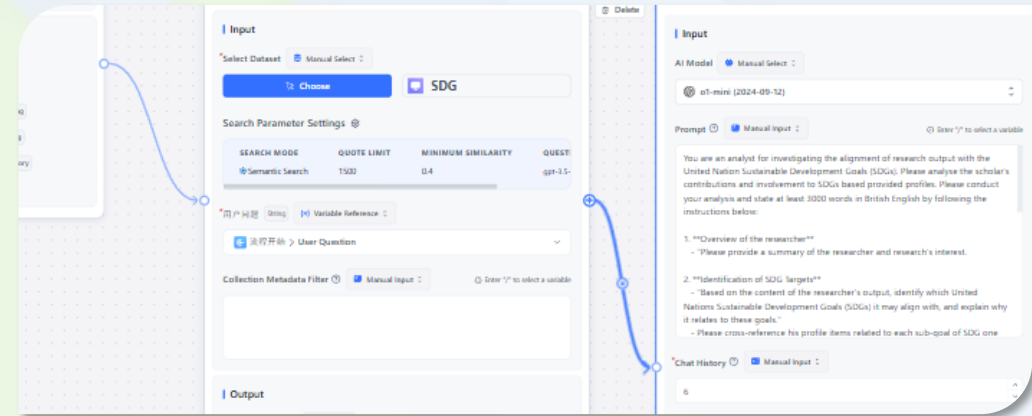 Delete
Input
*Select Dataset Manual Select
Choose
SDG
Search Parameter Settings
SEARCH MODE QUOTE LIMIT MINIMUM SIMILARITY QUEST
Semantic Search 1500 0.4 gpt-3.5-
*用户问题 String Variable Reference
流程开始 > User Question
Collection Metadata Filter Manual Input Enter "/" to select a variable
Output
Input
AI Model Manual Select
o1-mini (2024-09-12)
Prompt Manual Input Enter "/" to select a variable
You are an analyst for investigating the alignment of research output with the
United Nation Sustainable Development Goals (SDGs). Please analyse the scholar's
contributions and involvement to SDGs based provided profiles. Please conduct
your analysis and state at least 3000 words in British English by following the
instructions below:
1. **Overview of the researcher**
- "Please provide a summary of the researcher and research's interest.
2. **Identification of SDG Targets**
- "Based on the content of the researcher's output, identify which United
Nations Sustainable Development Goals (SDGs) it may align with, and explain why
it relates to these goals."
- Please cross-reference his profile items related to each sub-goal of SDG one
*Chat History Manual Input
6